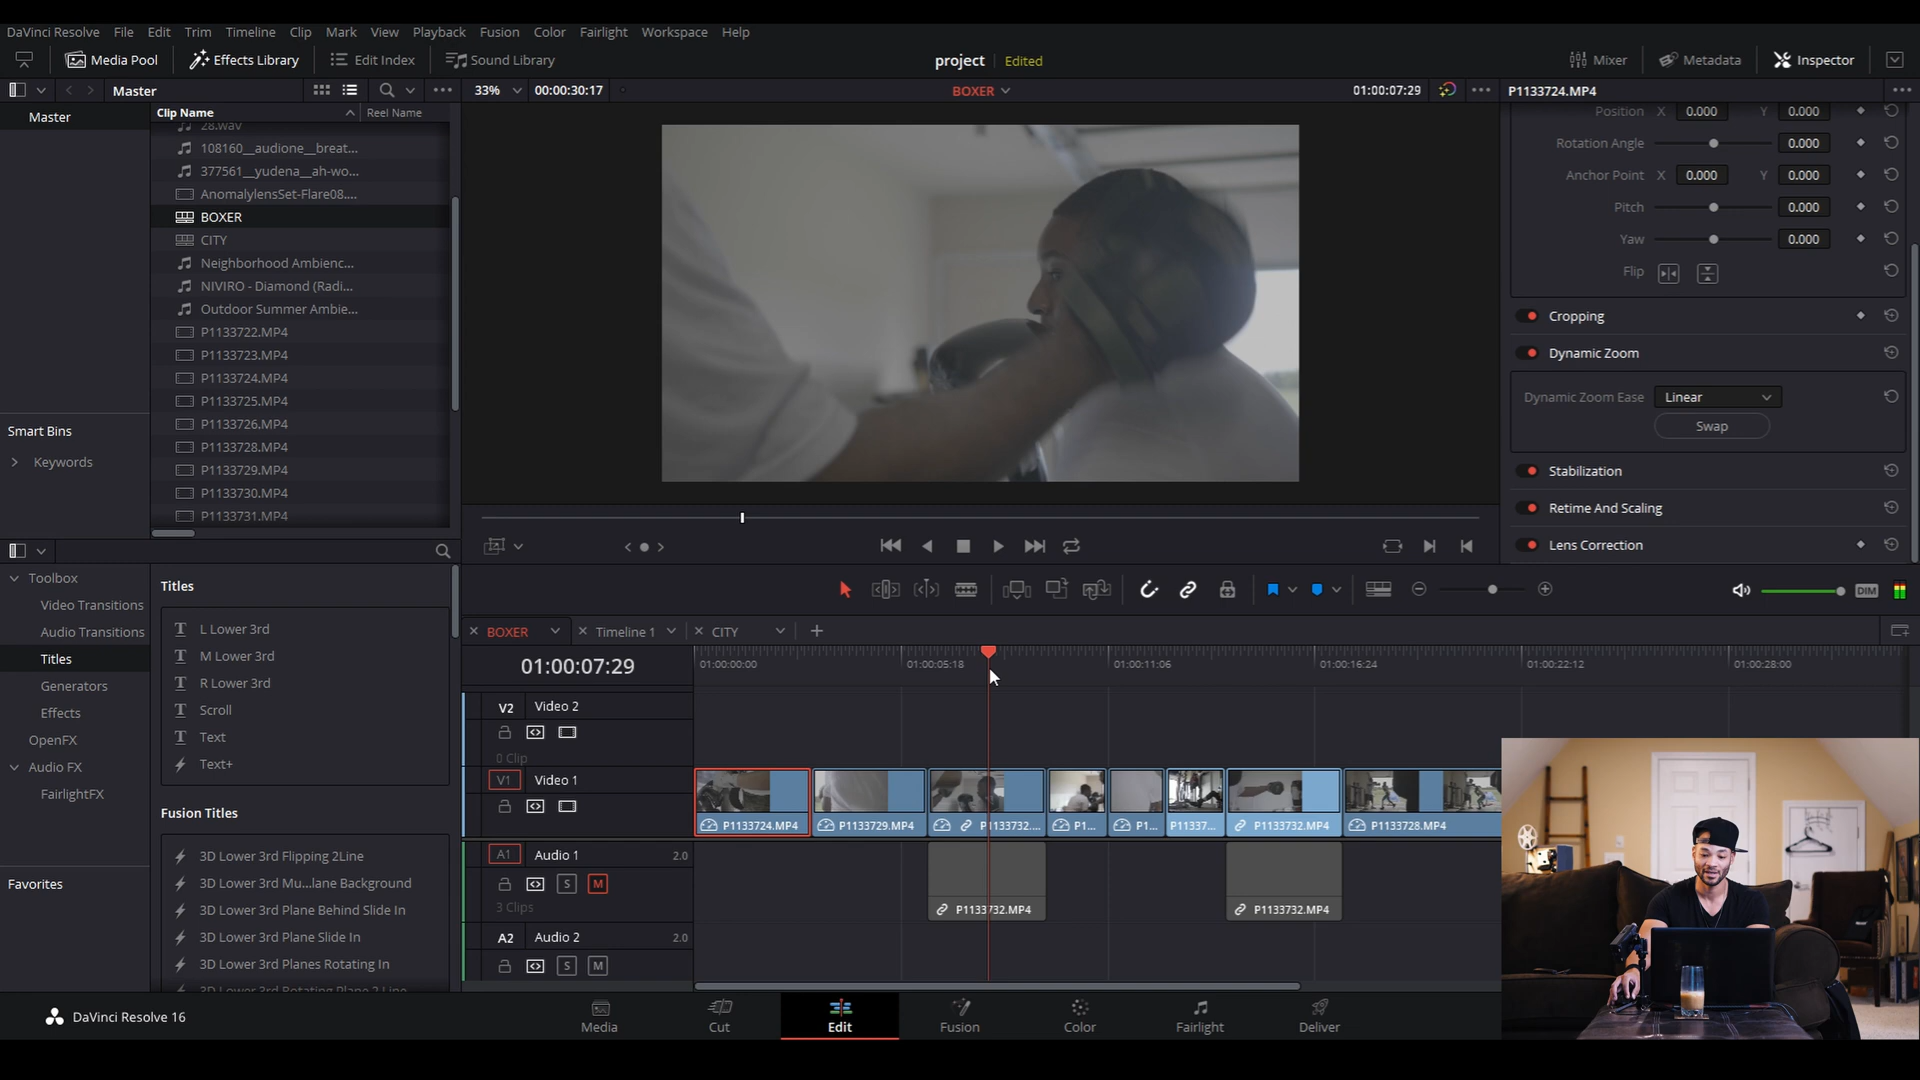 DaVinci Resolve File Edit Trim Timeline Clip Mark View Playback Fusion Color Fairlight Workspace Help
Media Pool Effects Library Edit Index Sound Library project Edited Mixer Metadata Inspector
Master 33% 00:00:30:17 BOXER 01:00:07:29 P1133724.MP4
Master
Clip Name Reel Name
28.wav
108160__audione__breat...
377561__yudena__ah-wo...
AnomalylensSet-Flare08....
BOXER
CITY
Neighborhood Ambienc...
NIVIRO - Diamond (Radi...
Outdoor Summer Ambie...
P1133722.MP4
P1133723.MP4
P1133724.MP4
P1133725.MP4
P1133726.MP4
P1133728.MP4
P1133729.MP4
P1133730.MP4
P1133731.MP4
Smart Bins
Keywords
Position X 0.000 Y 0.000
Rotation Angle 0.000
Anchor Point X 0.000 Y 0.000
Pitch 0.000
Yaw 0.000
Flip
Cropping
Dynamic Zoom
Dynamic Zoom Ease Linear
Swap
Stabilization
Retime And Scaling
Lens Correction
Toolbox
Video Transitions
Audio Transitions
Titles
Generators
Effects
OpenFX
Audio FX
FairlightFX
Favorites
Titles
L Lower 3rd
M Lower 3rd
R Lower 3rd
Scroll
Text
Text+
Fusion Titles
3D Lower 3rd Flipping 2Line
3D Lower 3rd Mu...lane Background
3D Lower 3rd Plane Behind Slide In
3D Lower 3rd Plane Slide In
3D Lower 3rd Planes Rotating In
3D Lower 3rd Rotating Plane 2 Line
DIM
BOXER Timeline 1 CITY
01:00:07:29
01:00:00:00 01:00:05:18 01:00:11:06 01:00:16:24 01:00:22:12 01:00:28:00
V2 Video 2
0 Clip
V1 Video 1
P1133724.MP4 P1133729.MP4 P1133732.... P1... P1... P11337... P1133732.MP4 P1133728.MP4
A1 Audio 1 2.0
S M
3 Clips
P1133732.MP4 P1133732.MP4
A2 Audio 2 2.0
S M
DaVinci Resolve 16
Media Cut Edit Fusion Color Fairlight Deliver